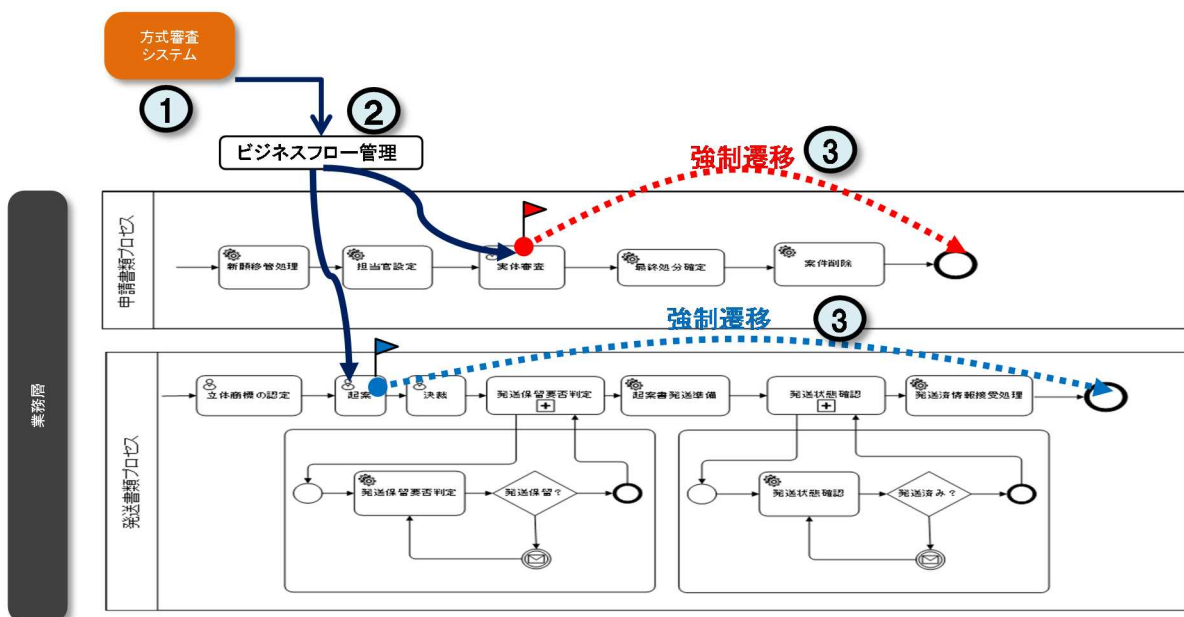 方式審査
システム
①
②
ビジネスフロー管理
強制遷移
③
業務層
申請書類プロセス
新願移管処理
担当官設定
実体審査
最終処分確定
案件削除
強制遷移
③
発送書類プロセス
立体商標の認定
起案
決裁
発送保留要否判定
起案書発送準備
発送状態確認
発送済情報接受処理
発送保留要否判定
発送保留？
発送状態確認
発送済み？